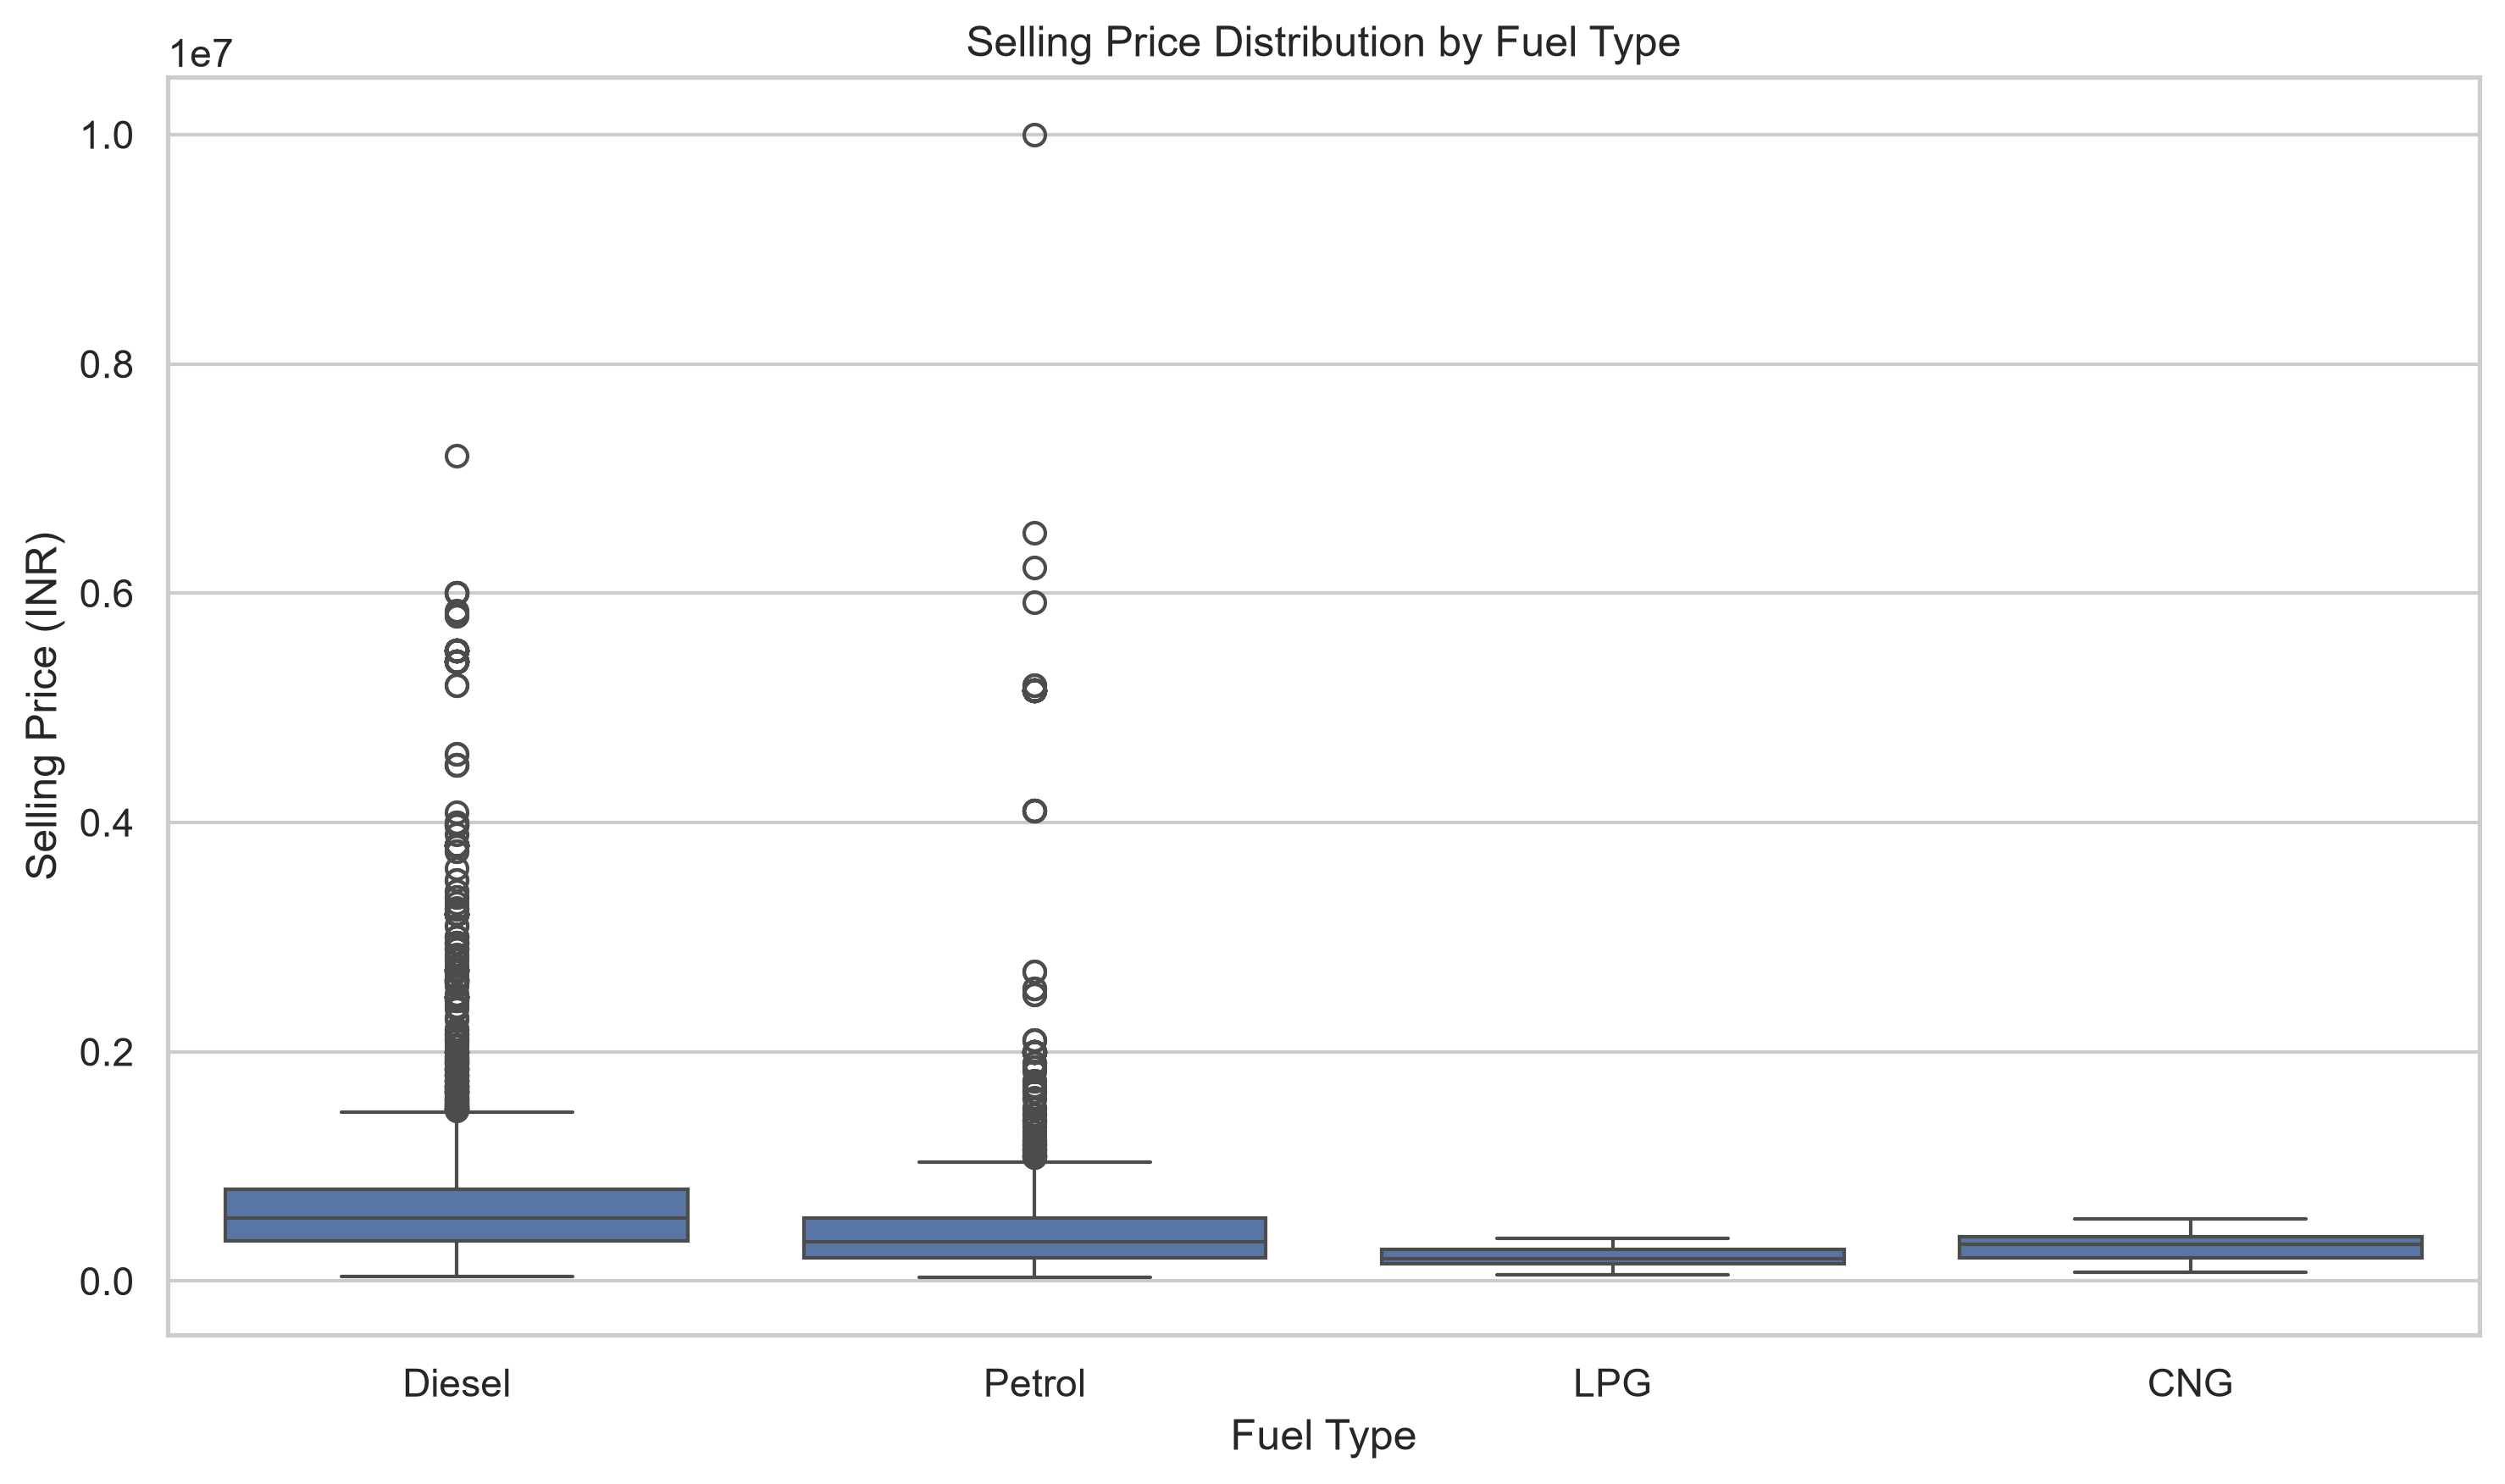 Selling Price Distribution by Fuel Type
1e7
1.0
0.8
0.6
0.4
0.2
0.0
Selling Price (INR)
Diesel
Petrol
LPG
CNG
Fuel Type